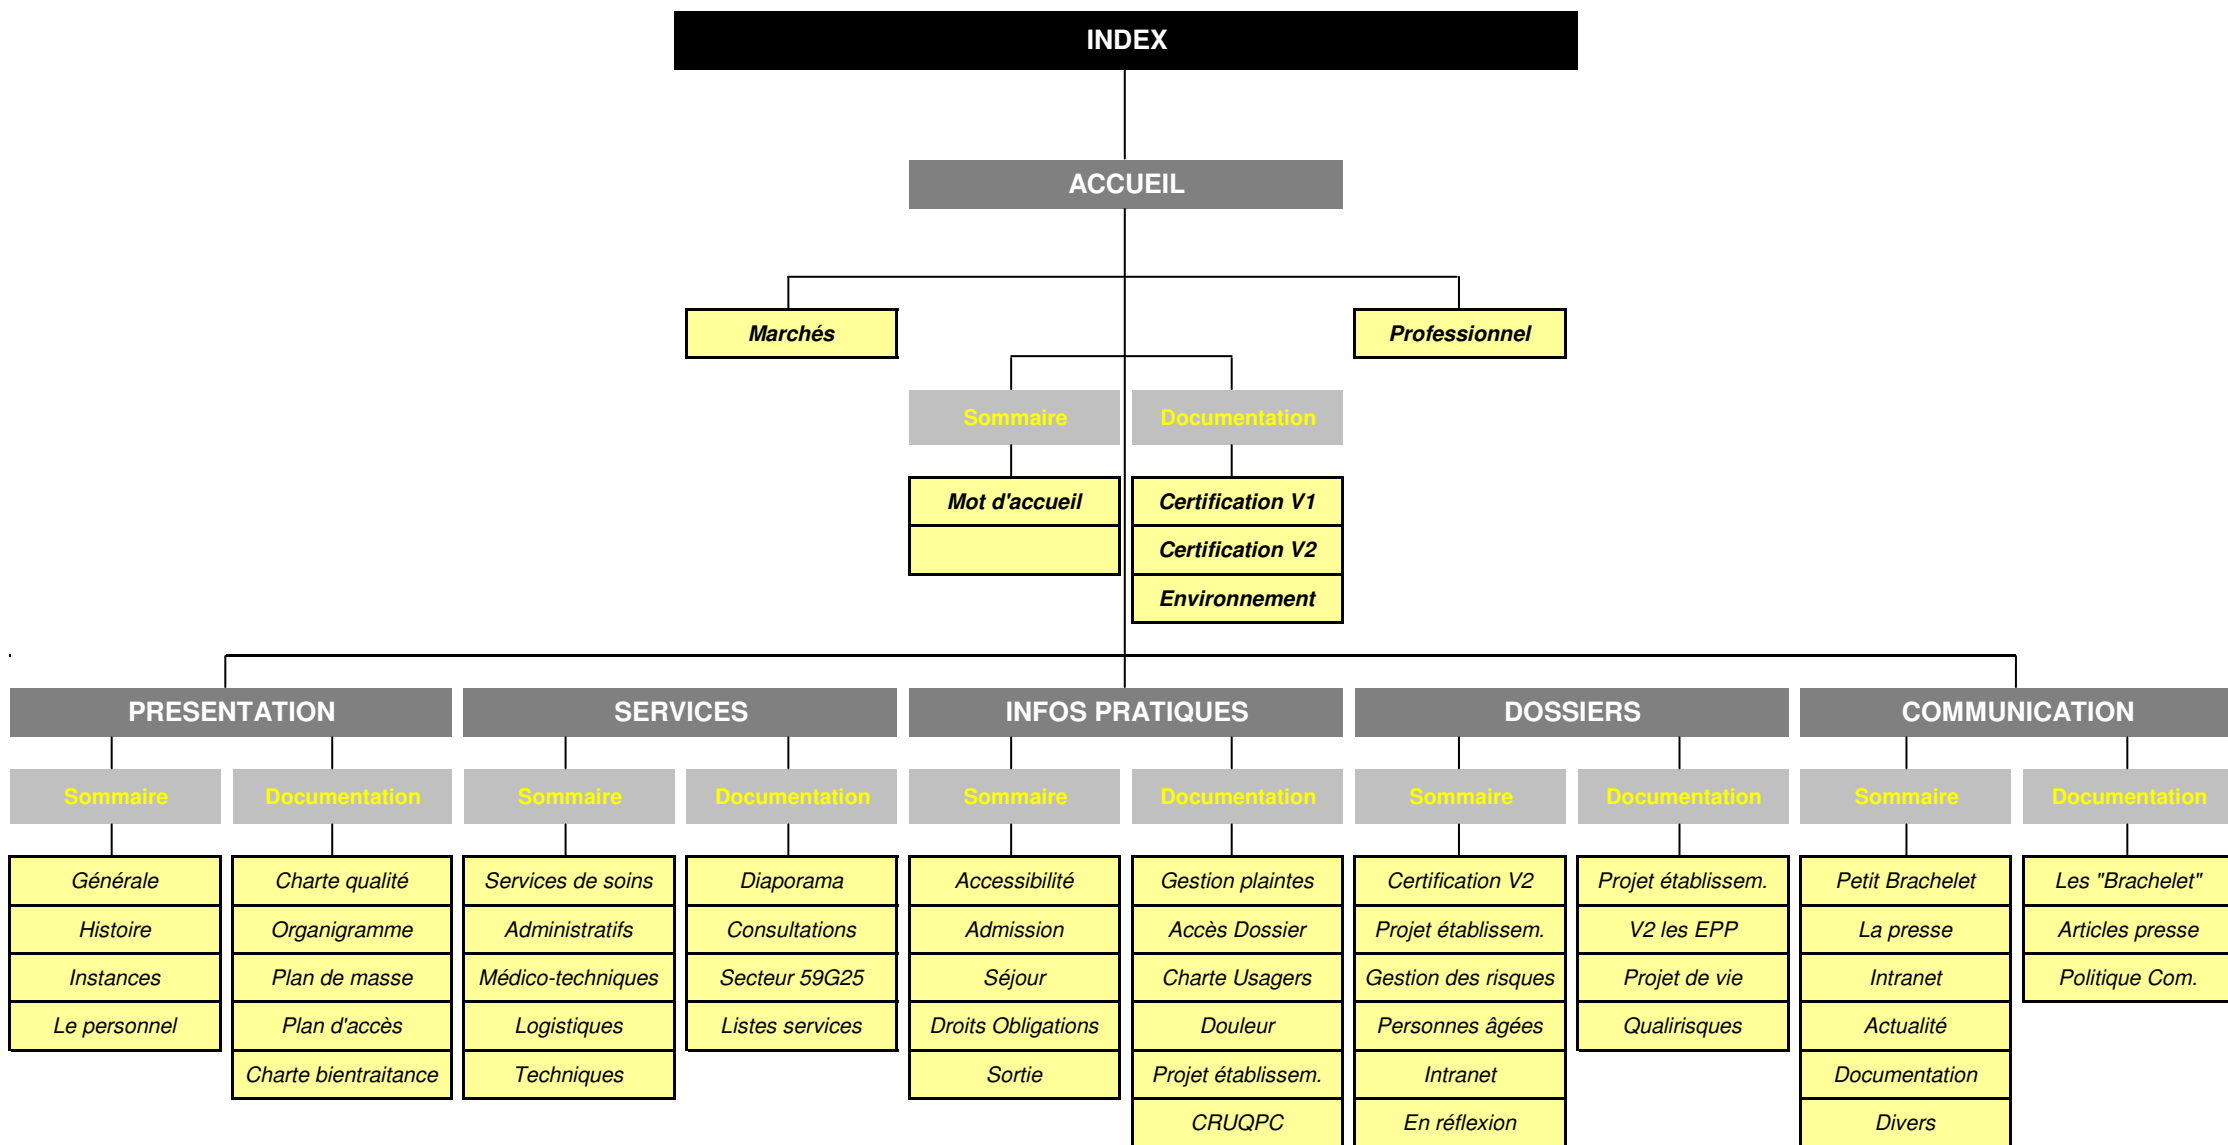 INDEX
ACCUEIL
Marchés
Professionnel
Sommaire
Documentation
Mot d'accueil
Certification V1
Certification V2
Environnement
PRESENTATION
SERVICES
INFOS PRATIQUES
DOSSIERS
COMMUNICATION
Sommaire
Documentation
Sommaire
Documentation
Sommaire
Documentation
Sommaire
Documentation
Sommaire
Documentation
Générale
Charte qualité
Services de soins
Diaporama
Accessibilité
Gestion plaintes
Certification V2
Projet établissem.
Petit Brachelet
Les "Brachelet"
Histoire
Organigramme
Administratifs
Consultations
Admission
Accès Dossier
Projet établissem.
V2 les EPP
La presse
Articles presse
Instances
Plan de masse
Médico-techniques
Secteur 59G25
Séjour
Charte Usagers
Gestion des risques
Projet de vie
Intranet
Politique Com.
Le personnel
Plan d'accès
Logistiques
Listes services
Droits Obligations
Douleur
Personnes âgées
Qualirisques
Actualité
Charte bientraitance
Techniques
Sortie
Projet établissem.
Intranet
Documentation
CRUQPC
En réflexion
Divers